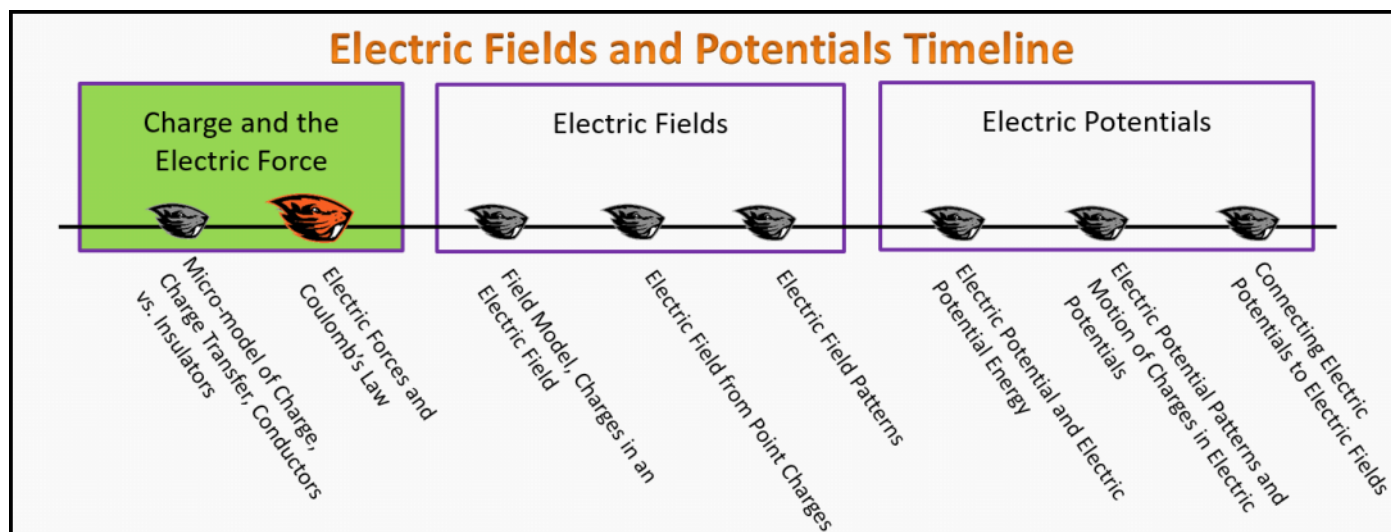 Electric Fields and Potentials Timeline
Charge and the
Electric Force
Electric Fields
Electric Potentials
Micro-model of Charge,
Charge Transfer, Conductors
vs. Insulators
Electric Forces and
Coulomb's Law
Field Model, Charges in an
Electric Field
Electric Field from Point Charges
Electric Field Patterns
Electric Potential and Electric
Potential Energy
Electric Potential Patterns and
Motion of Charges in Electric
Potentials
Connecting Electric
Potentials to Electric Fields